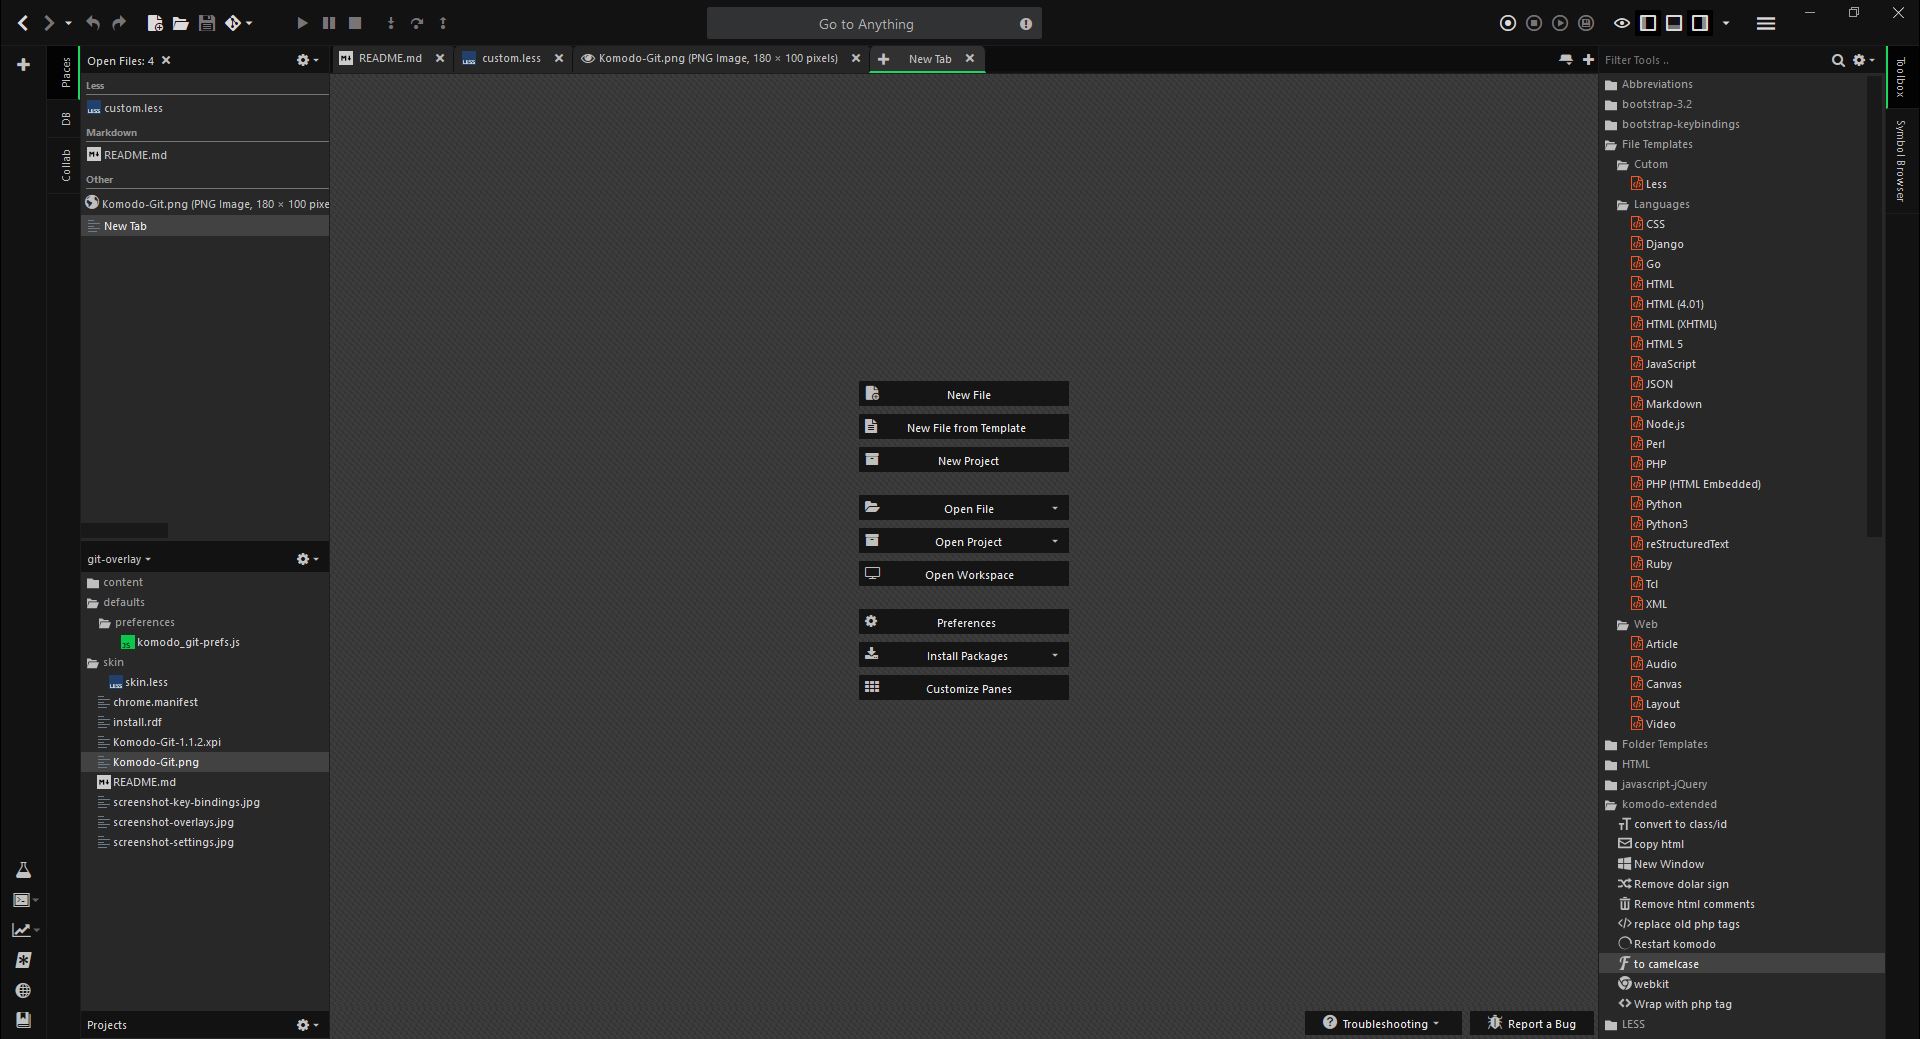 Go to Anything
Places
DB
Collab
Open Files: 4
Less
custom.less
Markdown
README.md
Other
Komodo-Git.png (PNG Image, 180 × 100 pixe
New Tab
git-overlay
content
defaults
preferences
komodo_git-prefs.js
skin
skin.less
chrome.manifest
install.rdf
Komodo-Git-1.1.2.xpi
Komodo-Git.png
README.md
screenshot-key-bindings.jpg
screenshot-overlays.jpg
screenshot-settings.jpg
Projects
README.md
custom.less
Komodo-Git.png (PNG Image, 180 × 100 pixels)
New Tab
New File
New File from Template
New Project
Open File
Open Project
Open Workspace
Preferences
Install Packages
Customize Panes
Troubleshooting
Report a Bug
Filter Tools ..
Abbreviations
bootstrap-3.2
bootstrap-keybindings
File Templates
Cutom
Less
Languages
CSS
Django
Go
HTML
HTML (4.01)
HTML (XHTML)
HTML 5
JavaScript
JSON
Markdown
Node.js
Perl
PHP
PHP (HTML Embedded)
Python
Python3
reStructuredText
Ruby
Tcl
XML
Web
Article
Audio
Canvas
Layout
Video
Folder Templates
HTML
javascript-jQuery
komodo-extended
convert to class/id
copy html
New Window
Remove dolar sign
Remove html comments
replace old php tags
Restart komodo
to camelcase
webkit
Wrap with php tag
LESS
Toolbox
Symbol Browser